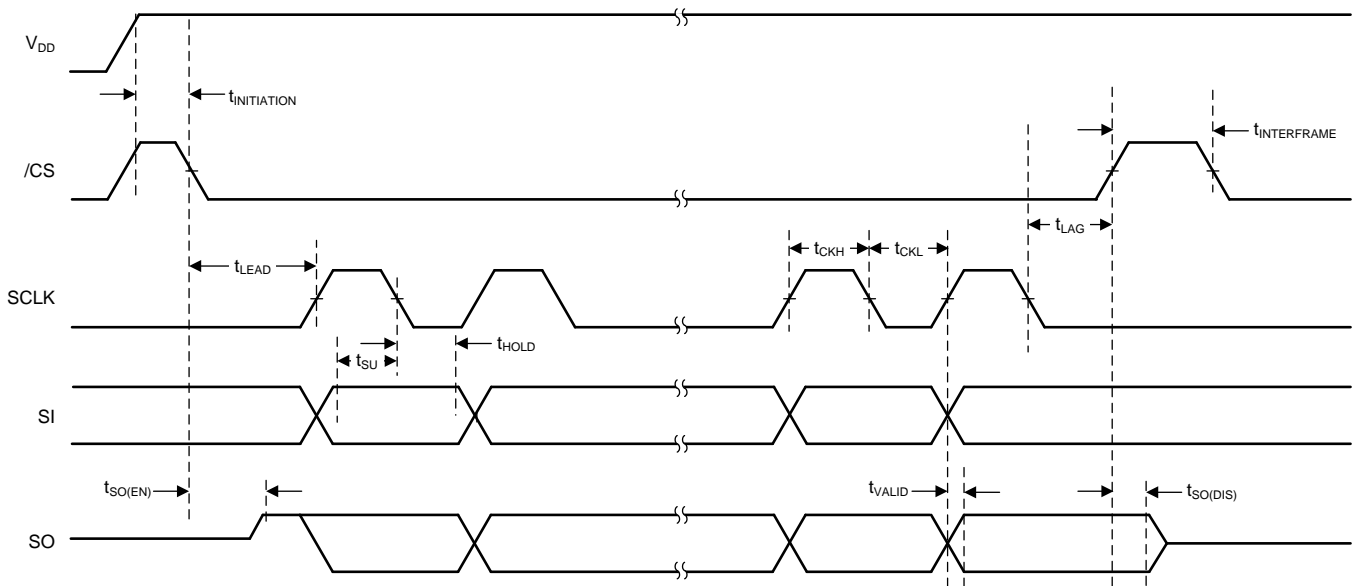 VDD
tINITIATION
tINTERFRAME
/CS
tLAG
tLEAD
tCKH
tCKL
SCLK
tHOLD
tSU
SI
tSO(EN)
tVALID
tSO(DIS)
SO